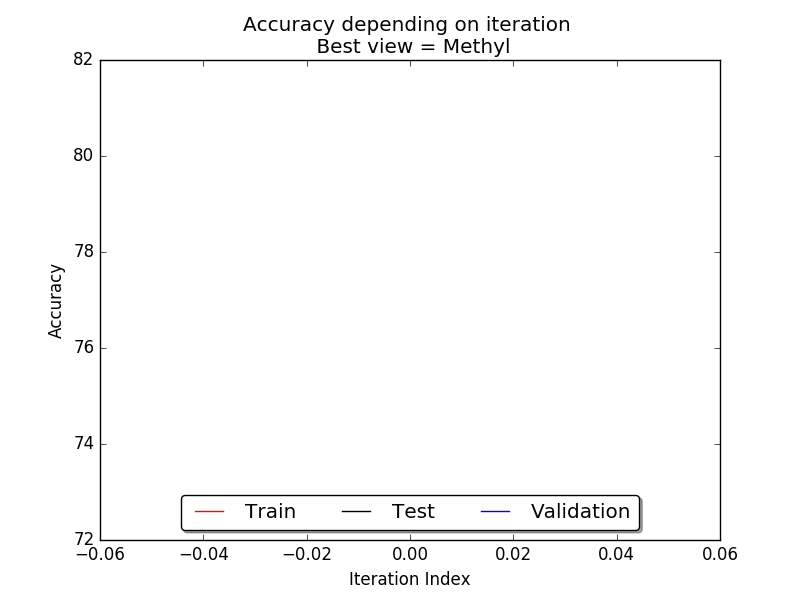 Accuracy depending on iteration
Best view = Methyl
82
80
78
76
74
72
Accuracy
Train Test Validation
−0.06 −0.04 −0.02 0.00 0.02 0.04 0.06
Iteration Index